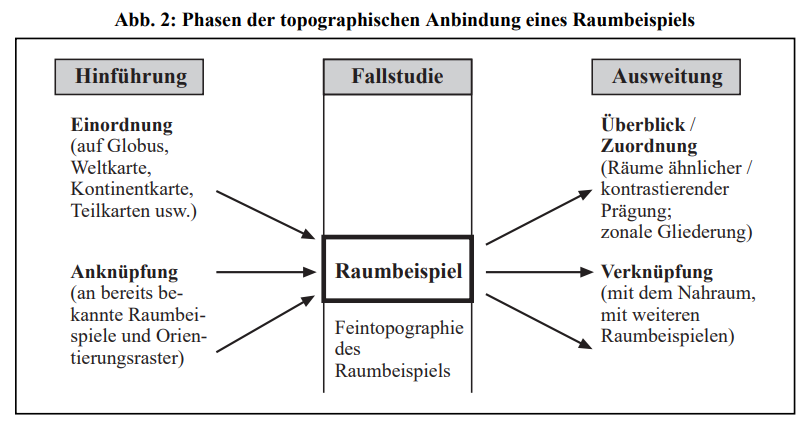 Abb. 2: Phasen der topographischen Anbindung eines Raumbeispiels
Hinführung
Einordnung
(auf Globus,
Weltkarte,
Kontinentkarte,
Teilkarten usw.)
Anknüpfung
(an bereits be-
kannte Raumbei-
spiele und Orien-
tierungsraster)
Fallstudie
Raumbeispiel
Feintopographie
des
Raumbeispiels
Ausweitung
Überblick /
Zuordnung
(Räume ähnlicher /
kontrastierender
Prägung;
zonale Gliederung)
Verknüpfung
(mit dem Nahraum,
mit weiteren
Raumbeispielen)